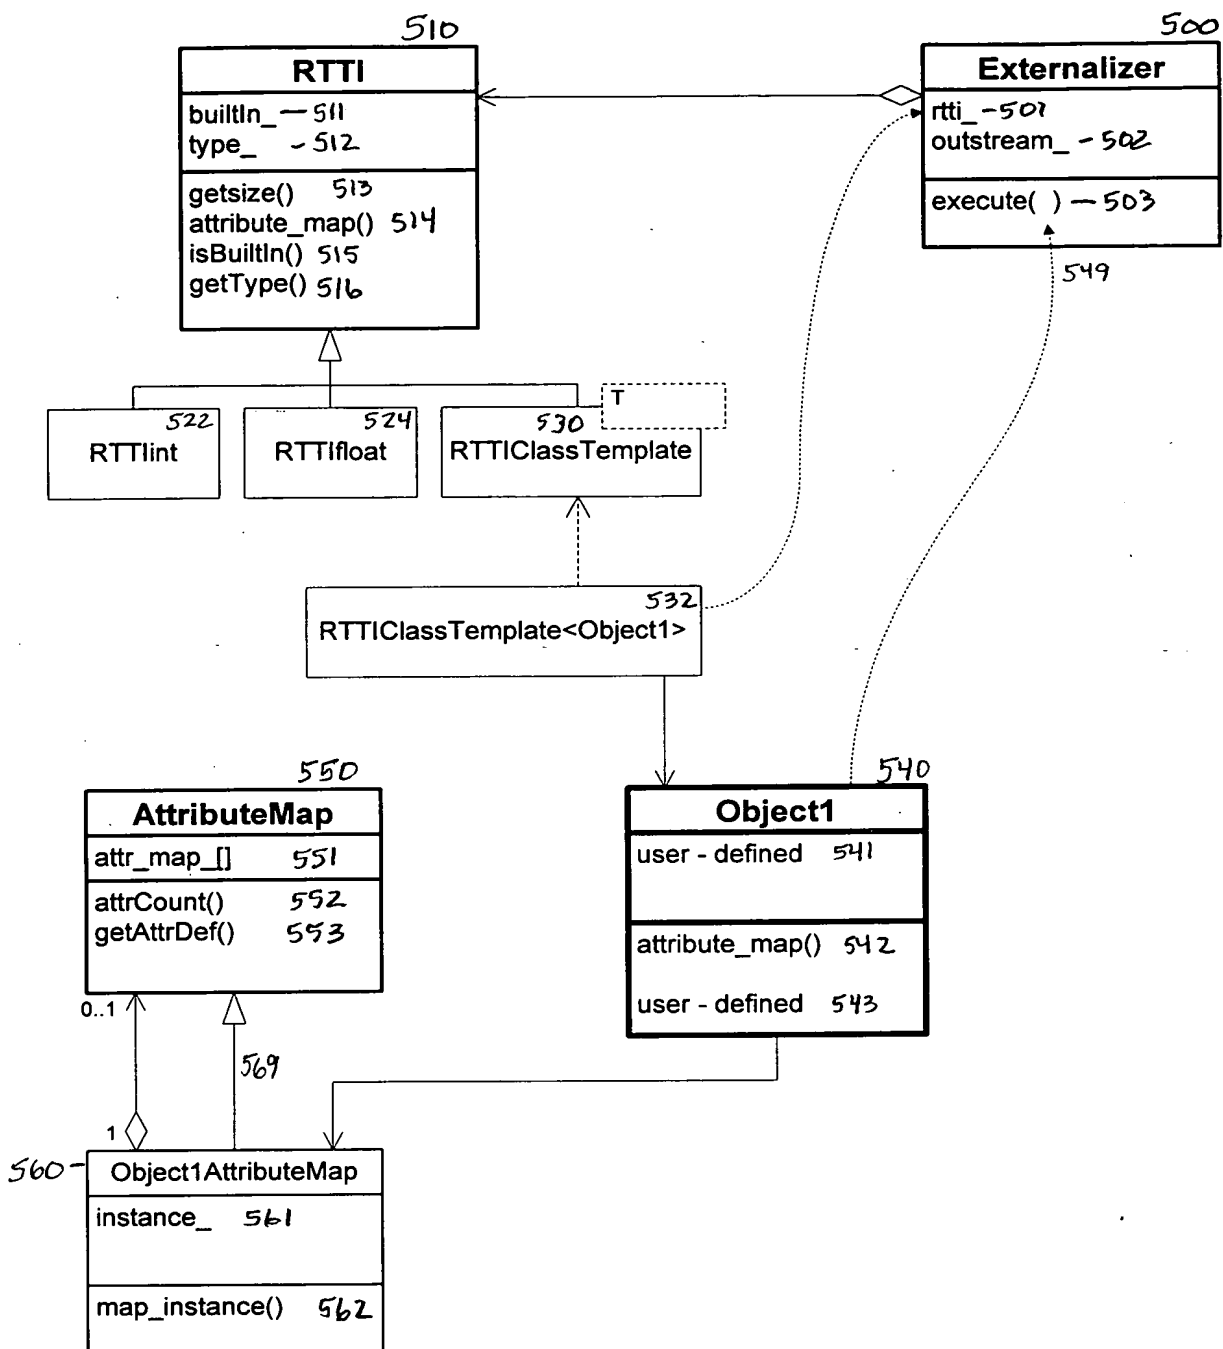 510
RTTI
builtIn_ — 511
type_ - 512
getsize() 513
attribute_map() 514
isBuiltIn() 515
getType() 516
500
Externalizer
rtti_ - 501
outstream_ - 502
execute( ) — 503
549
522
RTTIint
524
RTTIfloat
T
530
RTTIClassTemplate
532
RTTIClassTemplate<Object1>
550
AttributeMap
attr_map_[] 551
attrCount() 552
getAttrDef() 553
540
Object1
user - defined 541
attribute_map() 542
user - defined 543
0..1
569
1
560 -
Object1AttributeMap
instance_ 561
map_instance() 562